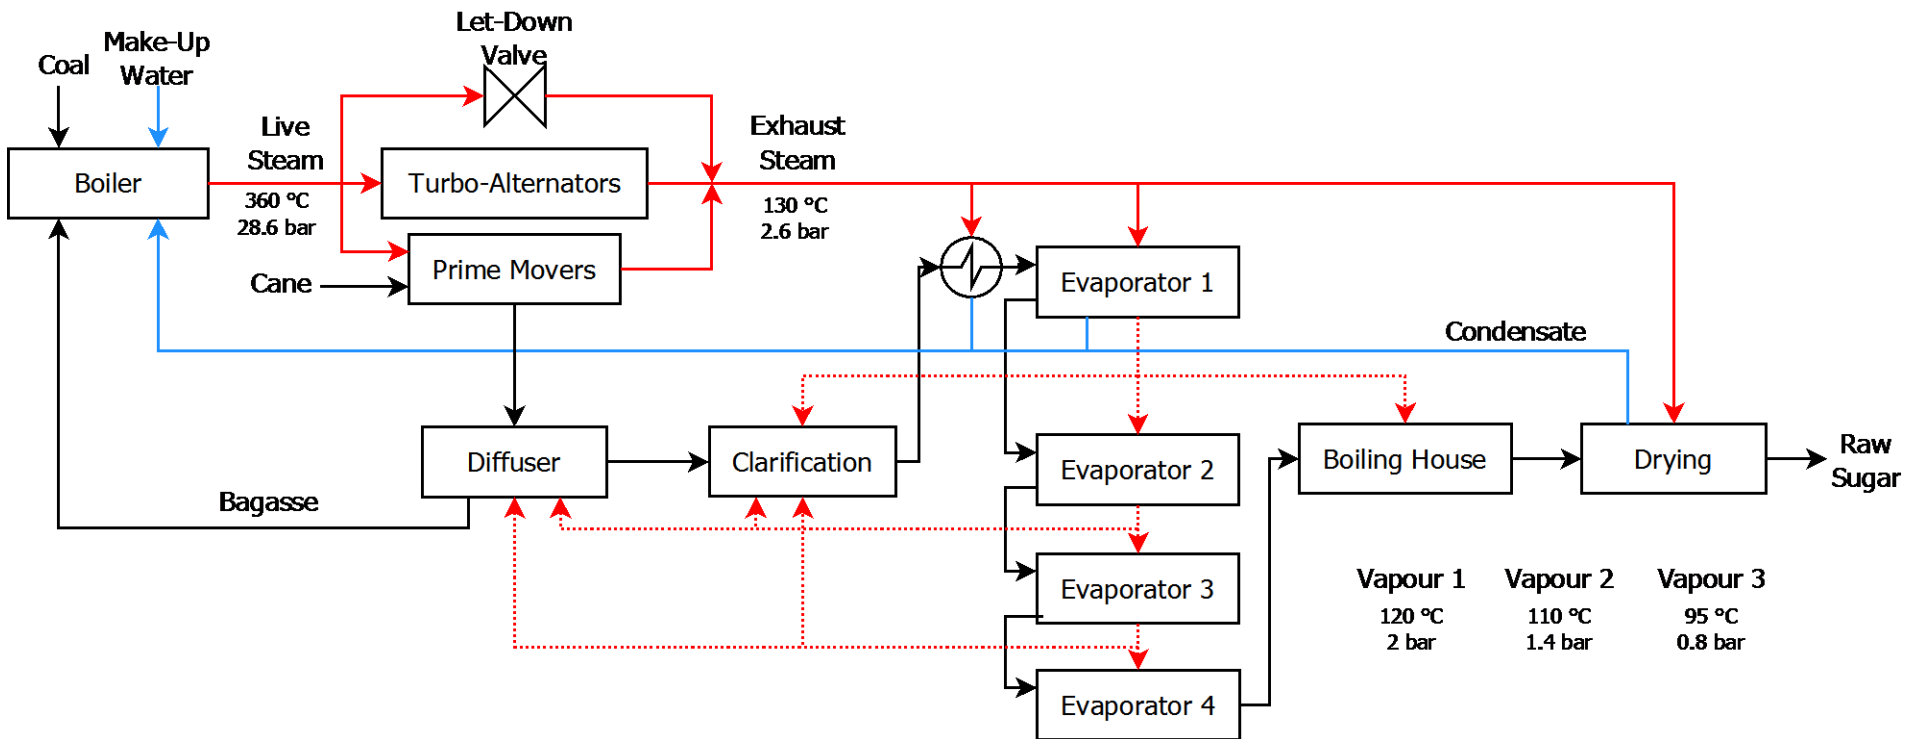 Let-Down
Valve
Make-Up
Water
Coal
Live
Steam
Exhaust
Steam
Boiler
Turbo-Alternators
360 °C
28.6 bar
130 °C
2.6 bar
Prime Movers
Cane
Evaporator 1
Condensate
Diffuser
Clarification
Evaporator 2
Boiling House
Drying
Raw
Sugar
Bagasse
Evaporator 3
Vapour 1
120 °C
2 bar
Vapour 2
110 °C
1.4 bar
Vapour 3
95 °C
0.8 bar
Evaporator 4